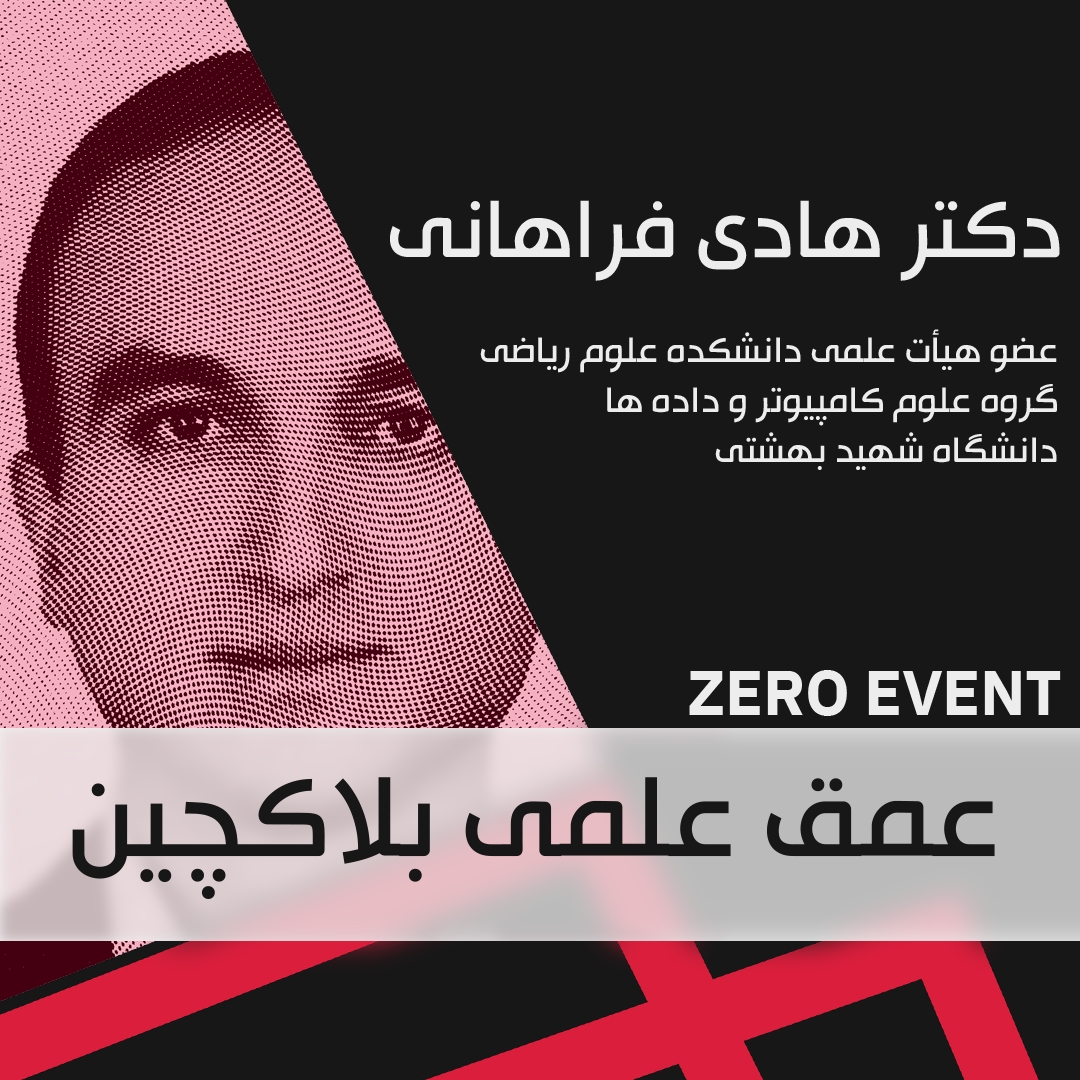 دکتر هادی فراهانی
عضو هیأت علمی دانشکده علوم ریاضی
گروه علوم کامپیوتر و داده ها
دانشگاه شهید بهشتی
ZERO EVENT
عمق علمی بلاکچین